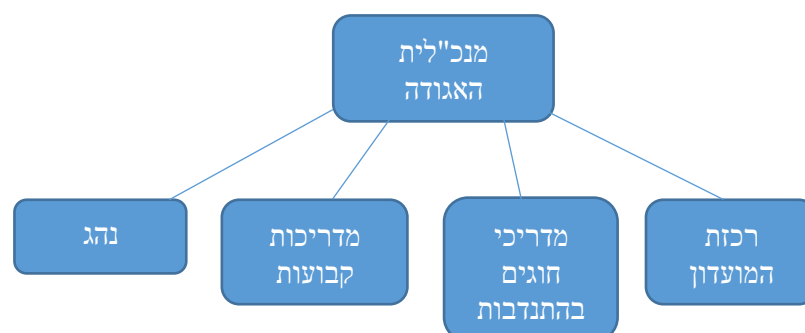 מנכ"לית
האגודה
רכזת
המועדון
מדריכי
חוגים
בהתנדבות
מדריכות
קבועות
נהג